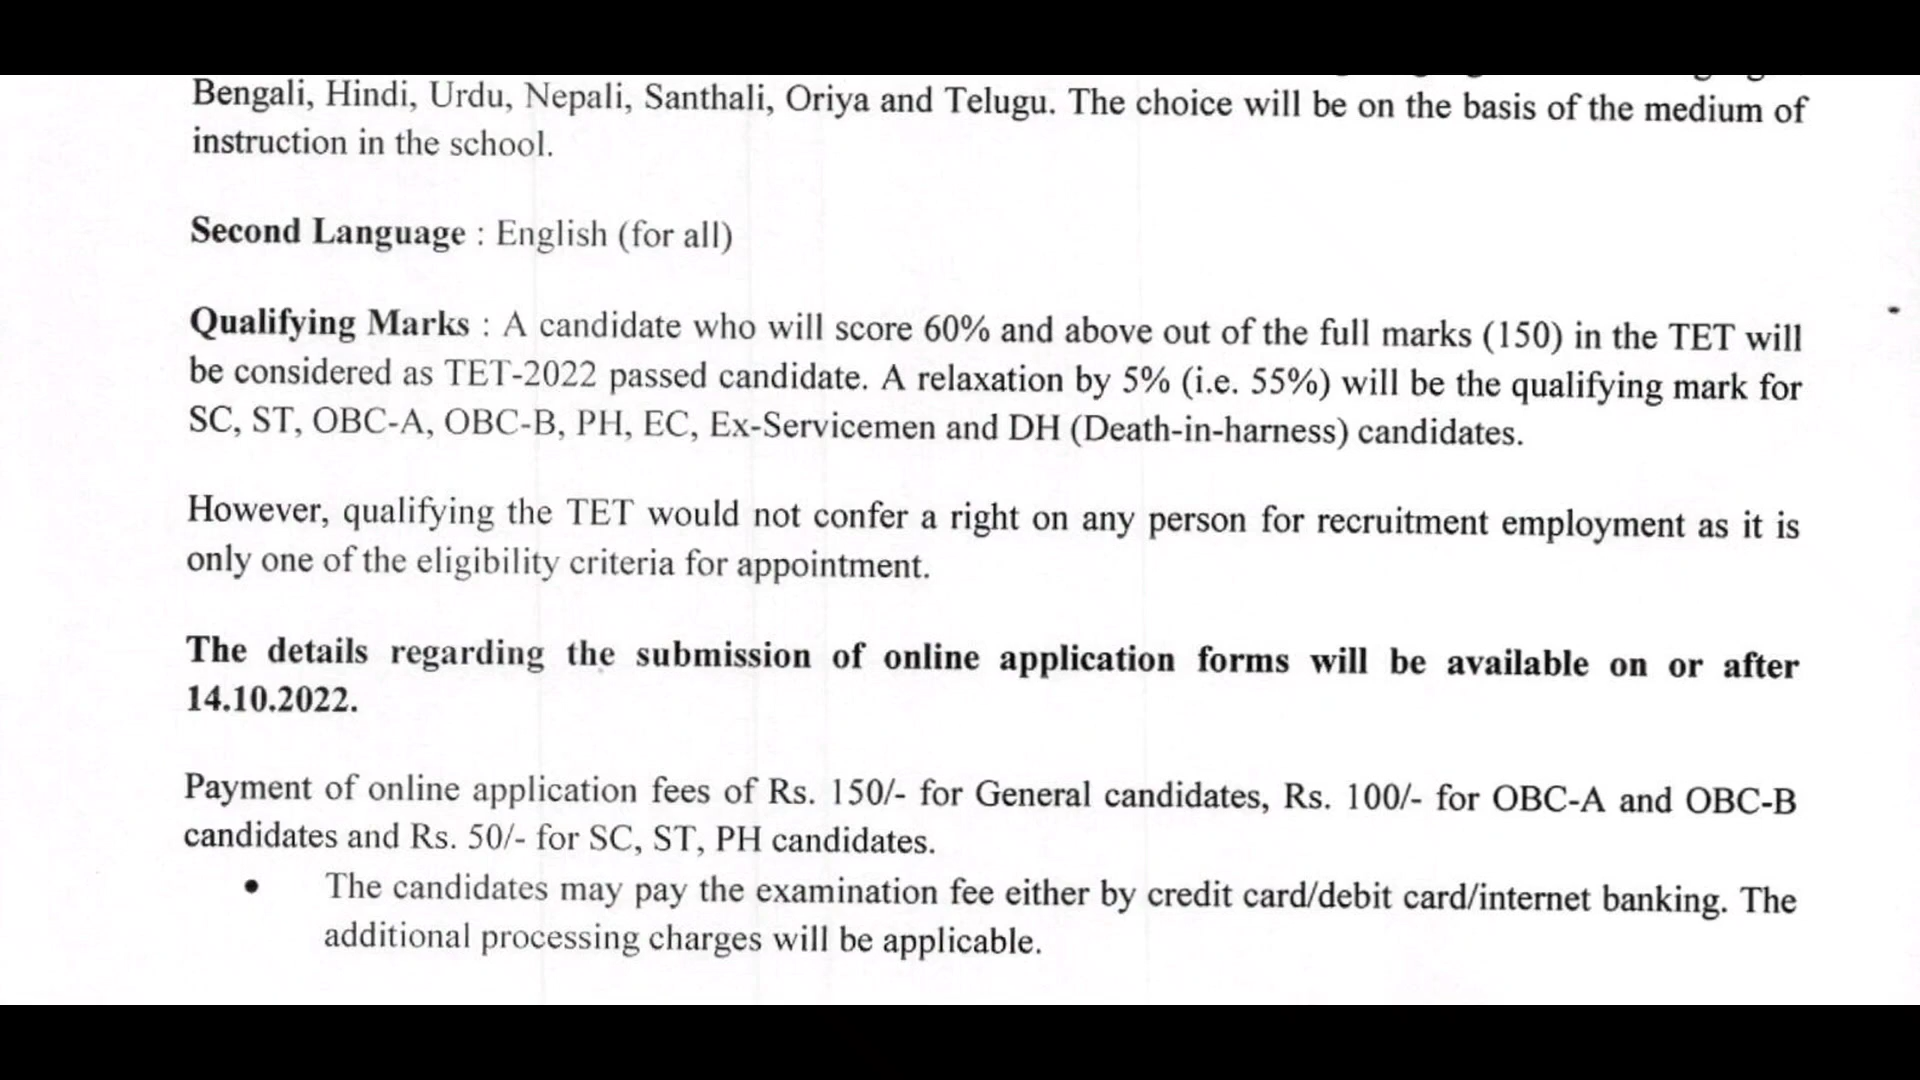 Bengali, Hindi, Urdu, Nepali, Santhali, Oriya and Telugu. The choice will be on the basis of the medium of
instruction in the school.
Second Language : English (for all)
Qualifying Marks : A candidate who will score 60% and above out of the full marks (150) in the TET will
be considered as TET-2022 passed candidate. A relaxation by 5% (i.e. 55%) will be the qualifying mark for
SC, ST, OBC-A, OBC-B, PH, EC, Ex-Servicemen and DH (Death-in-harness) candidates.
However, qualifying the TET would not confer a right on any person for recruitment employment as it is
only one of the eligibility criteria for appointment.
The details regarding the submission of online application forms will be available on or after
14.10.2022.
Payment of online application fees of Rs. 150/- for General candidates, Rs. 100/- for OBC-A and OBC-B
candidates and Rs. 50/- for SC, ST, PH candidates.
• The candidates may pay the examination fee either by credit card/debit card/internet banking. The
additional processing charges will be applicable.